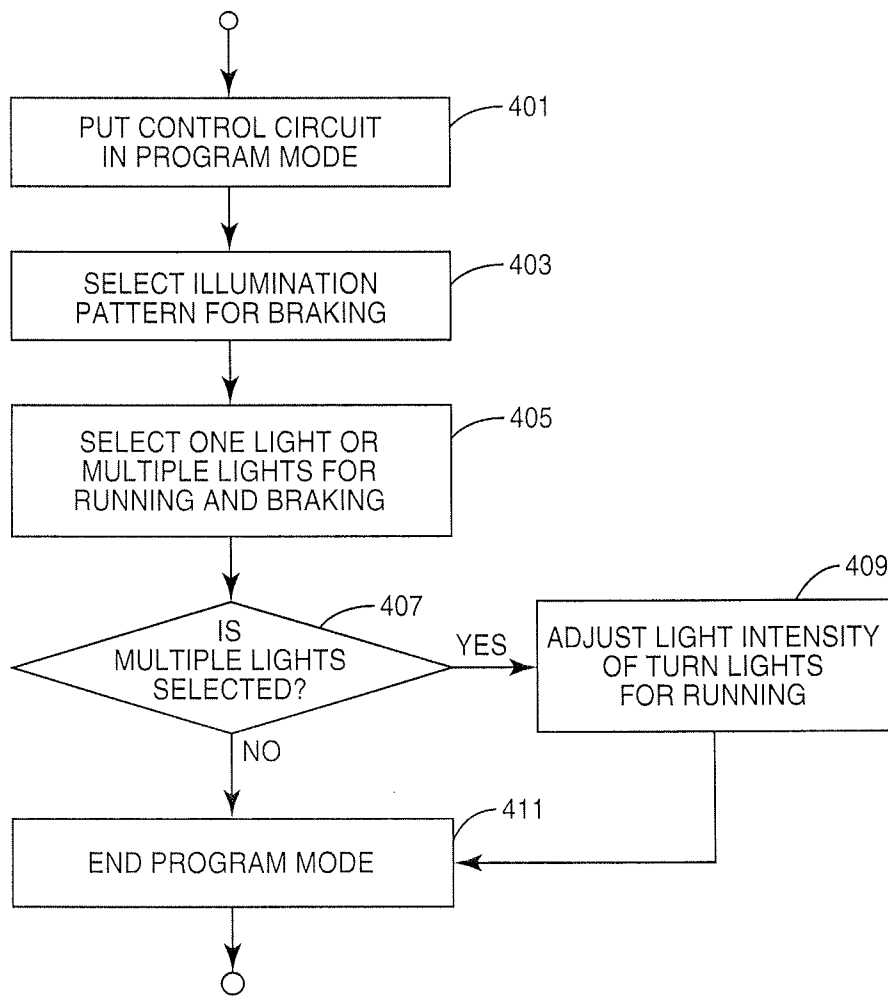 401
PUT CONTROL CIRCUIT
IN PROGRAM MODE
403
SELECT ILLUMINATION
PATTERN FOR BRAKING
405
SELECT ONE LIGHT OR
MULTIPLE LIGHTS FOR
RUNNING AND BRAKING
407
IS
MULTIPLE LIGHTS
SELECTED?
YES
409
ADJUST LIGHT INTENSITY
OF TURN LIGHTS
FOR RUNNING
NO
411
END PROGRAM MODE